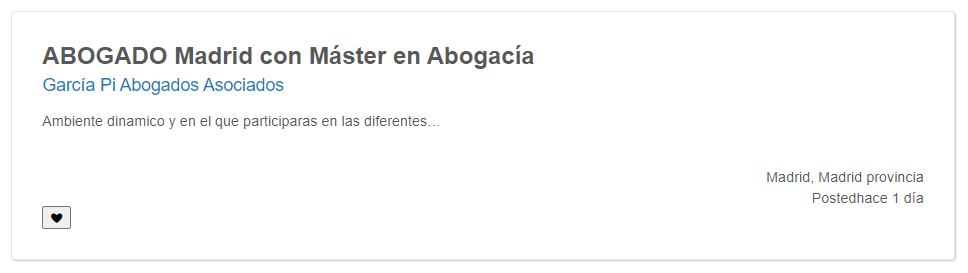 ABOGADO Madrid con Máster en Abogacía
García Pi Abogados Asociados
Ambiente dinamico y en el que participaras en las diferentes…
Madrid, Madrid provincia
Postedhace 1 día